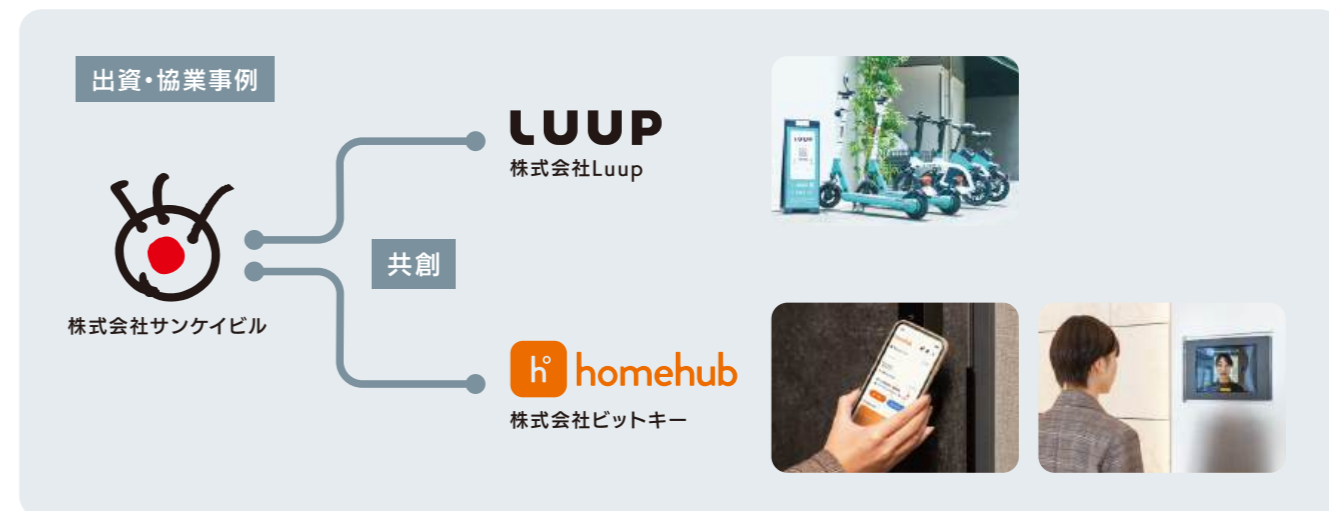 出資・協業事例
LUUP
株式会社Luup
共創
株式会社サンケイビル
h homehub
株式会社ビットキー
homehub